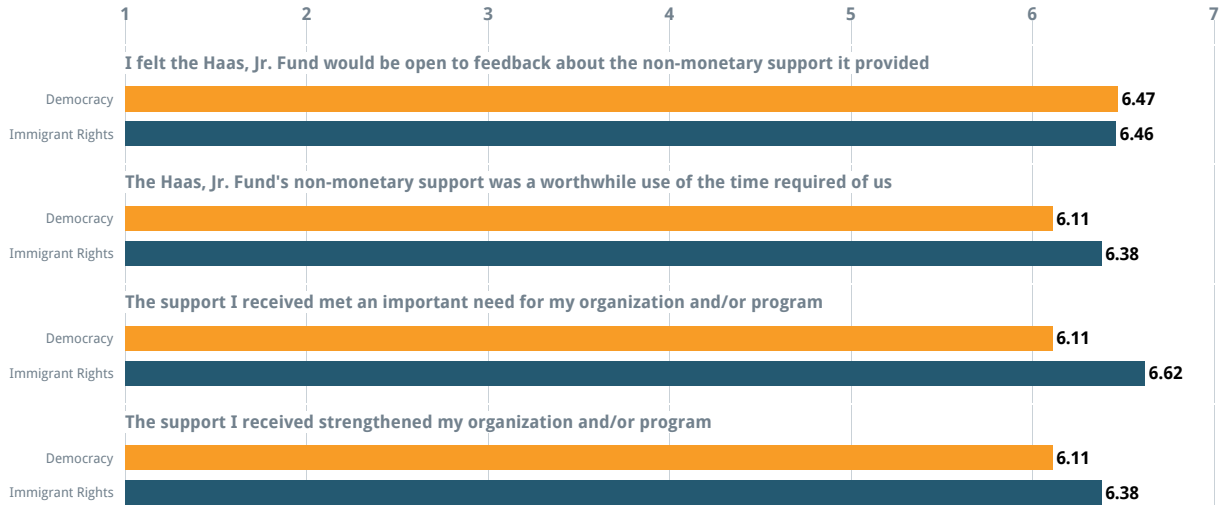 1 2 3 4 5 6 7
I felt the Haas, Jr. Fund would be open to feedback about the non-monetary support it provided
Democracy 6.47
Immigrant Rights 6.46
The Haas, Jr. Fund's non-monetary support was a worthwhile use of the time required of us
Democracy 6.11
Immigrant Rights 6.38
The support I received met an important need for my organization and/or program
Democracy 6.11
Immigrant Rights 6.62
The support I received strengthened my organization and/or program
Democracy 6.11
Immigrant Rights 6.38